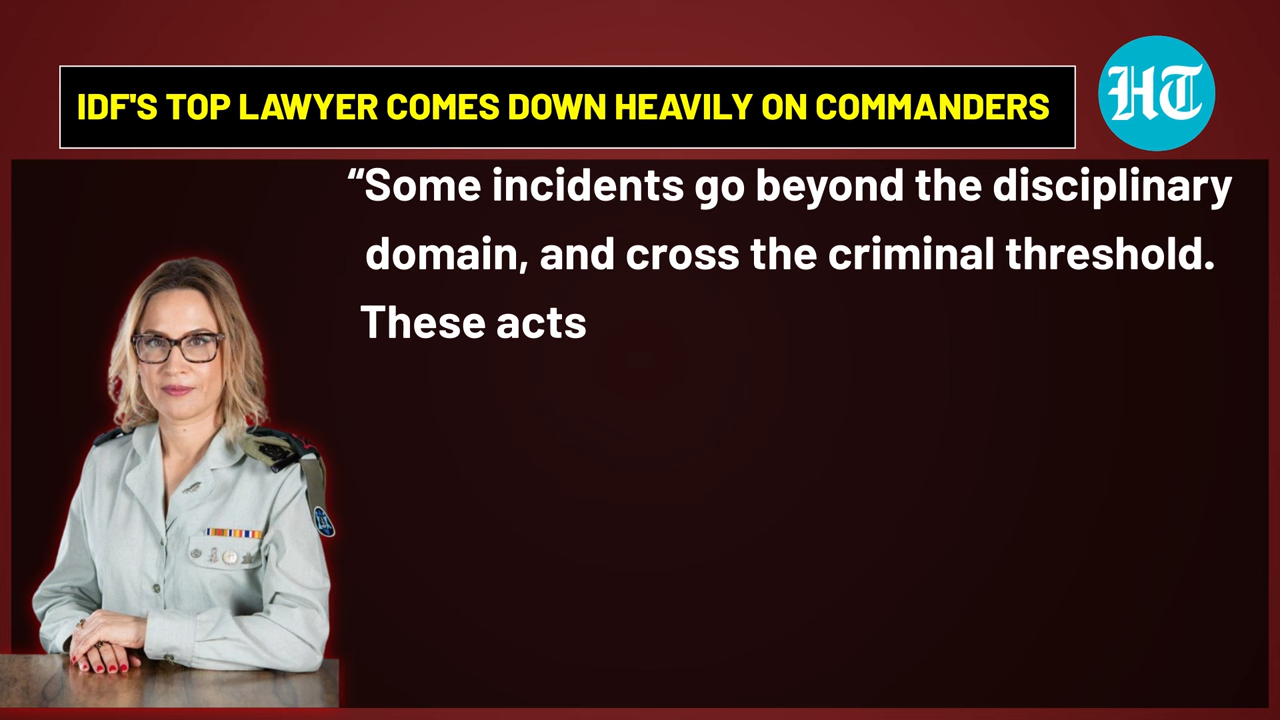 IDF'S TOP LAWYER COMES DOWN HEAVILY ON COMMANDERS
HT
“Some incidents go beyond the disciplinary
domain, and cross the criminal threshold.
These acts